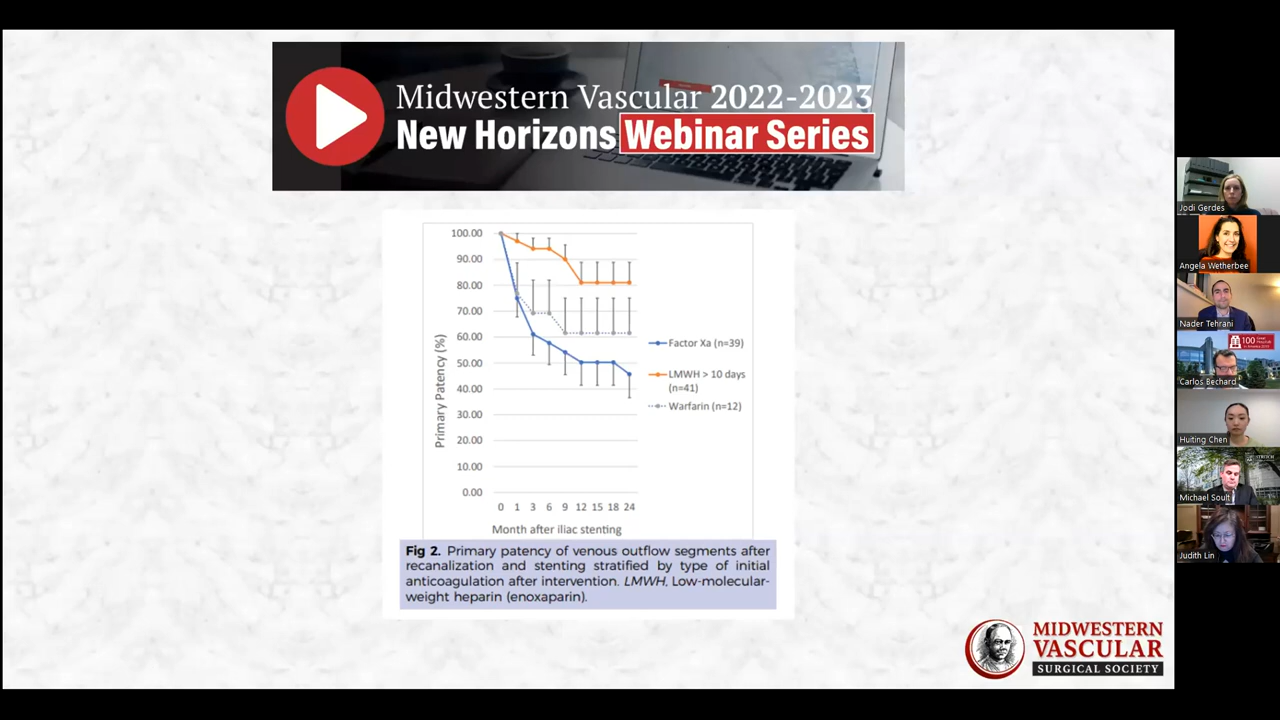 Midwestern Vascular 2022-2023
New Horizons Webinar Series
100.00
90.00
80.00
70.00
60.00
50.00
40.00
30.00
20.00
10.00
0.00
Primary Patency (%)
0 1 3 6 9 12 15 18 24
Month after iliac stenting
Factor Xa (n=39)
LMWH > 10 days
(n=41)
Warfarin (n=12)
Fig 2. Primary patency of venous outflow segments after
recanalization and stenting stratified by type of initial
anticoagulation after intervention. LMWH, Low-molecular-
weight heparin (enoxaparin).
MIDWESTERN
VASCULAR
SURGICAL SOCIETY
Jodi Gerdes
Angela Wetherbee
Nader Tehrani
100
Carlos Bechard
Huiting Chen
Michael Soult
Judith Lin